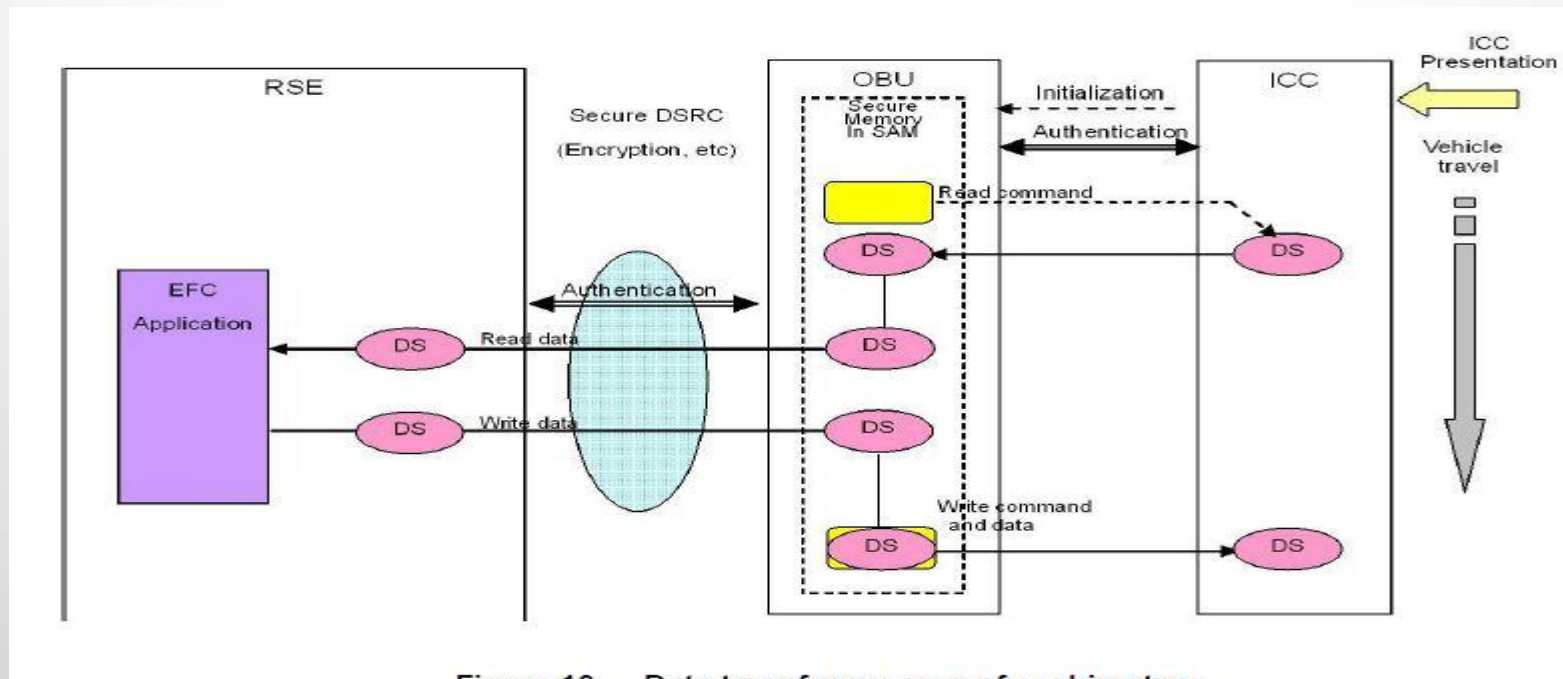 ICC
Presentation
RSE
OBU
ICC
Secure
Memory
In SAM
Initialization
Secure DSRC
(Encryption, etc)
Authentication
Vehicle
travel
Read command
DS
DS
EFC
Application
Authentication
Read data
DS
DS
Write data
DS
DS
Write command
and data
DS
DS